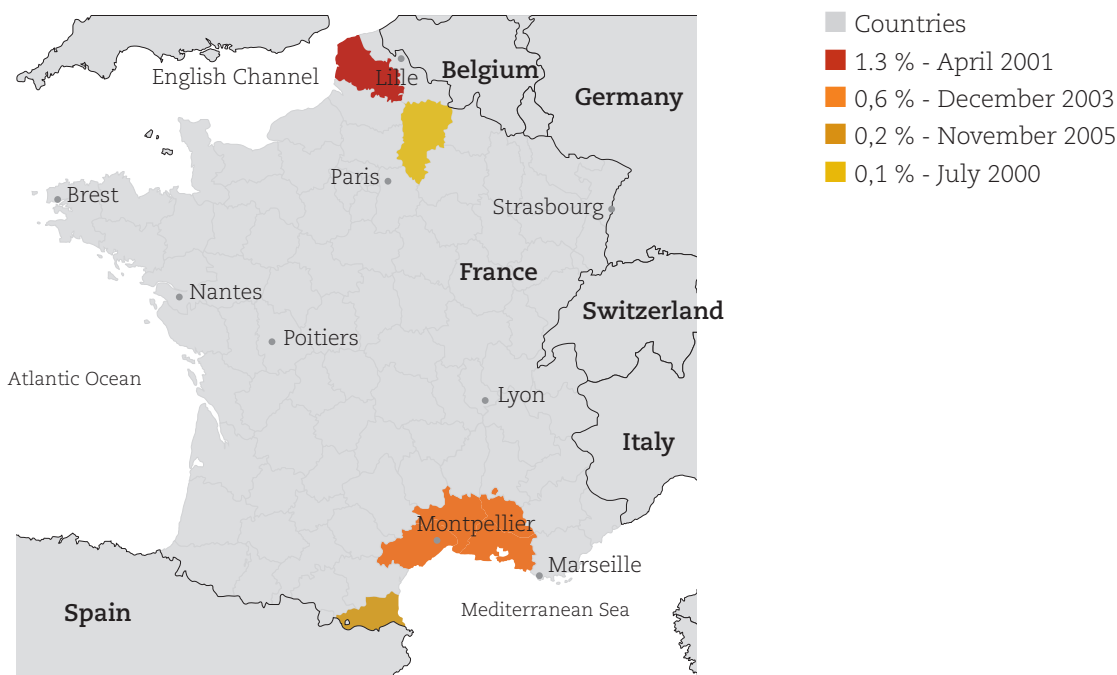 English Channel
Lille
Belgium
Germany
Paris
Brest
Strasbourg
France
Nantes
Switzerland
Poitiers
Atlantic Ocean
Lyon
Italy
Montpellier
Marseille
Spain
Mediterranean Sea
Countries
1.3 % - April 2001
0,6 % - December 2003
0,2 % - November 2005
0,1 % - July 2000